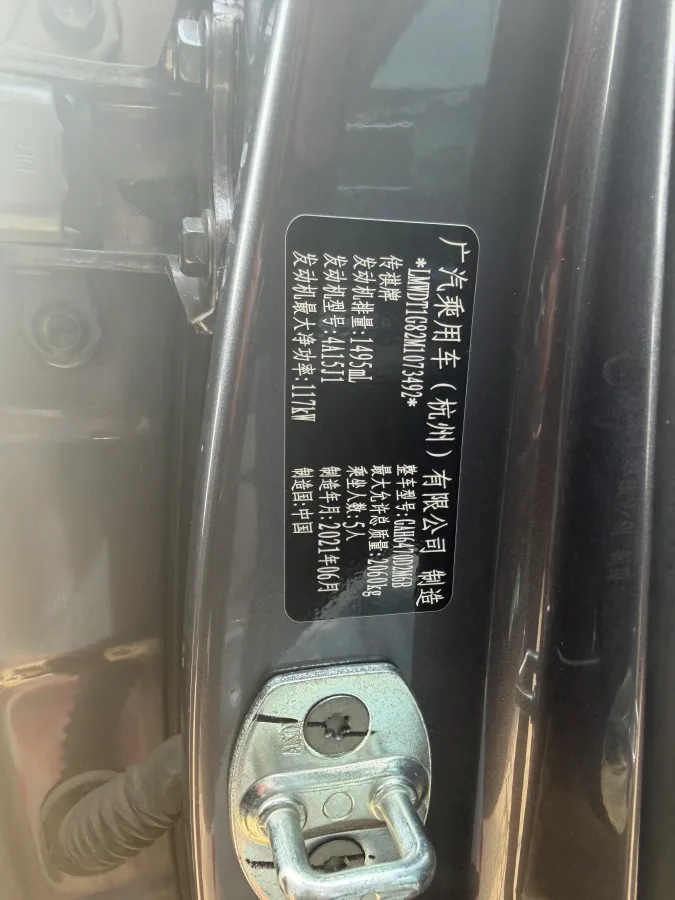 广汽乘用车（杭州）有限公司 制造
*LMWDT1G82M1073492*
传祺牌 整车型号:GAH6470D2M6B
最大允许总质量:2060kg
发动机排量:1495mL 乘坐人数:5人
发动机型号:4A15J1 制造年月:2021年06月
发动机最大净功率:117kW 制造国:中国